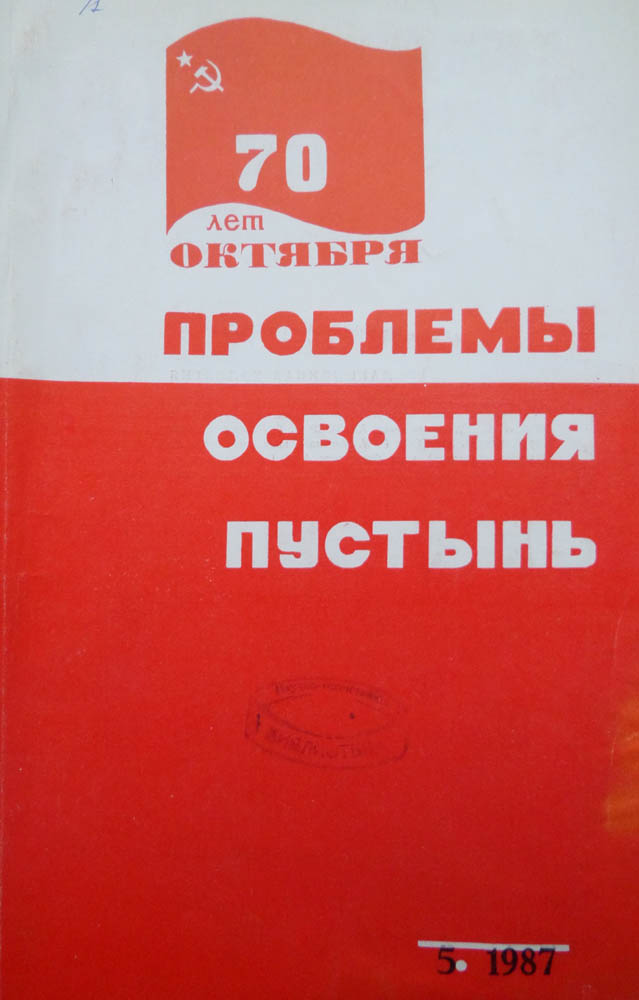 70
лет
ОКТЯБРЯ
ПРОБЛЕМЫ
ОСВОЕНИЯ
ПУСТЫНЬ
5. 1987